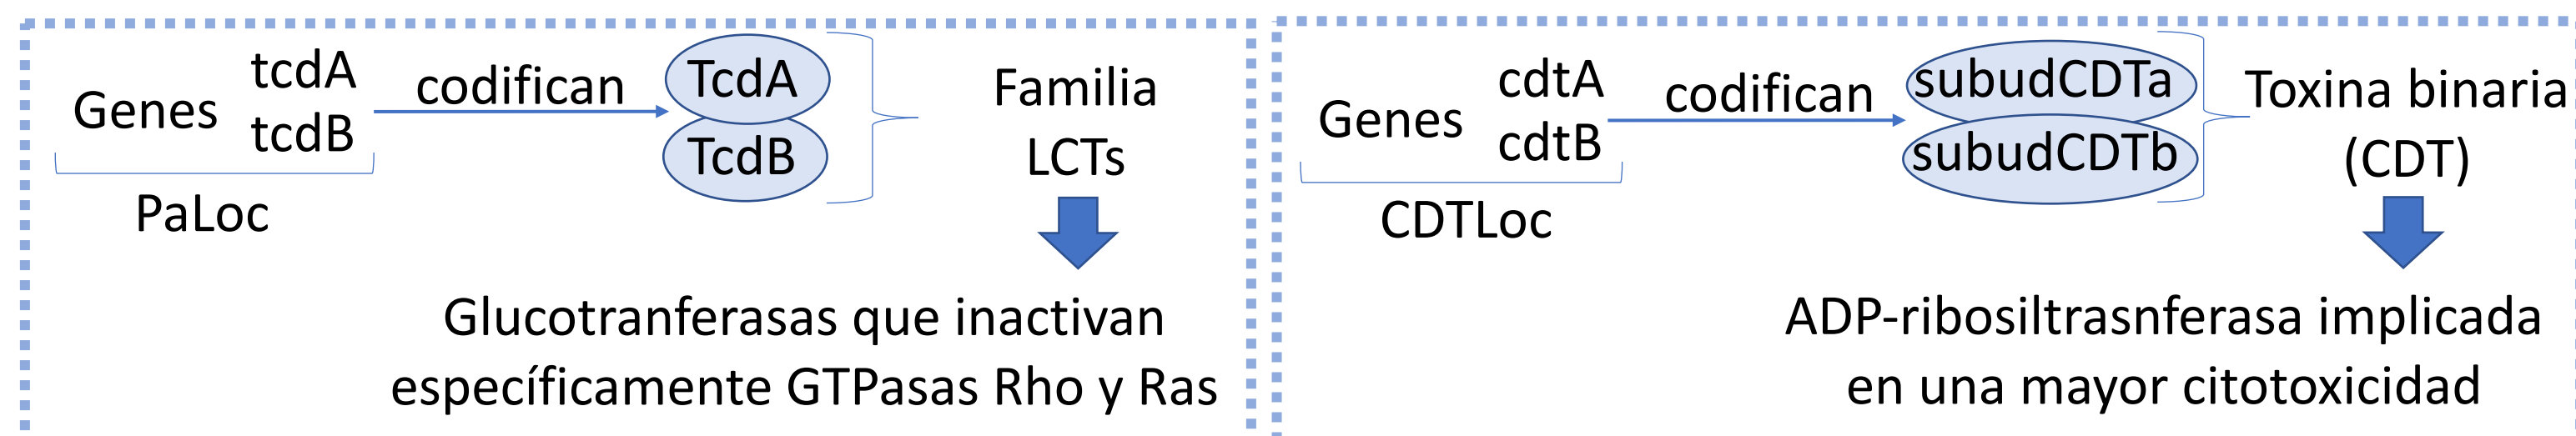 Genes
tcdA
tcdB
codifican
TcdA
TcdB
Familia
LCTs
PaLoc
Glucotranferasas que inactivan
específicamente GTPasas Rho y Ras
Genes
cdtA
cdtB
codifican
subudCDTa
subudCDTb
Toxina binaria
(CDT)
CDTLoc
ADP-ribosiltrasnferasa implicada
en una mayor citotoxicidad